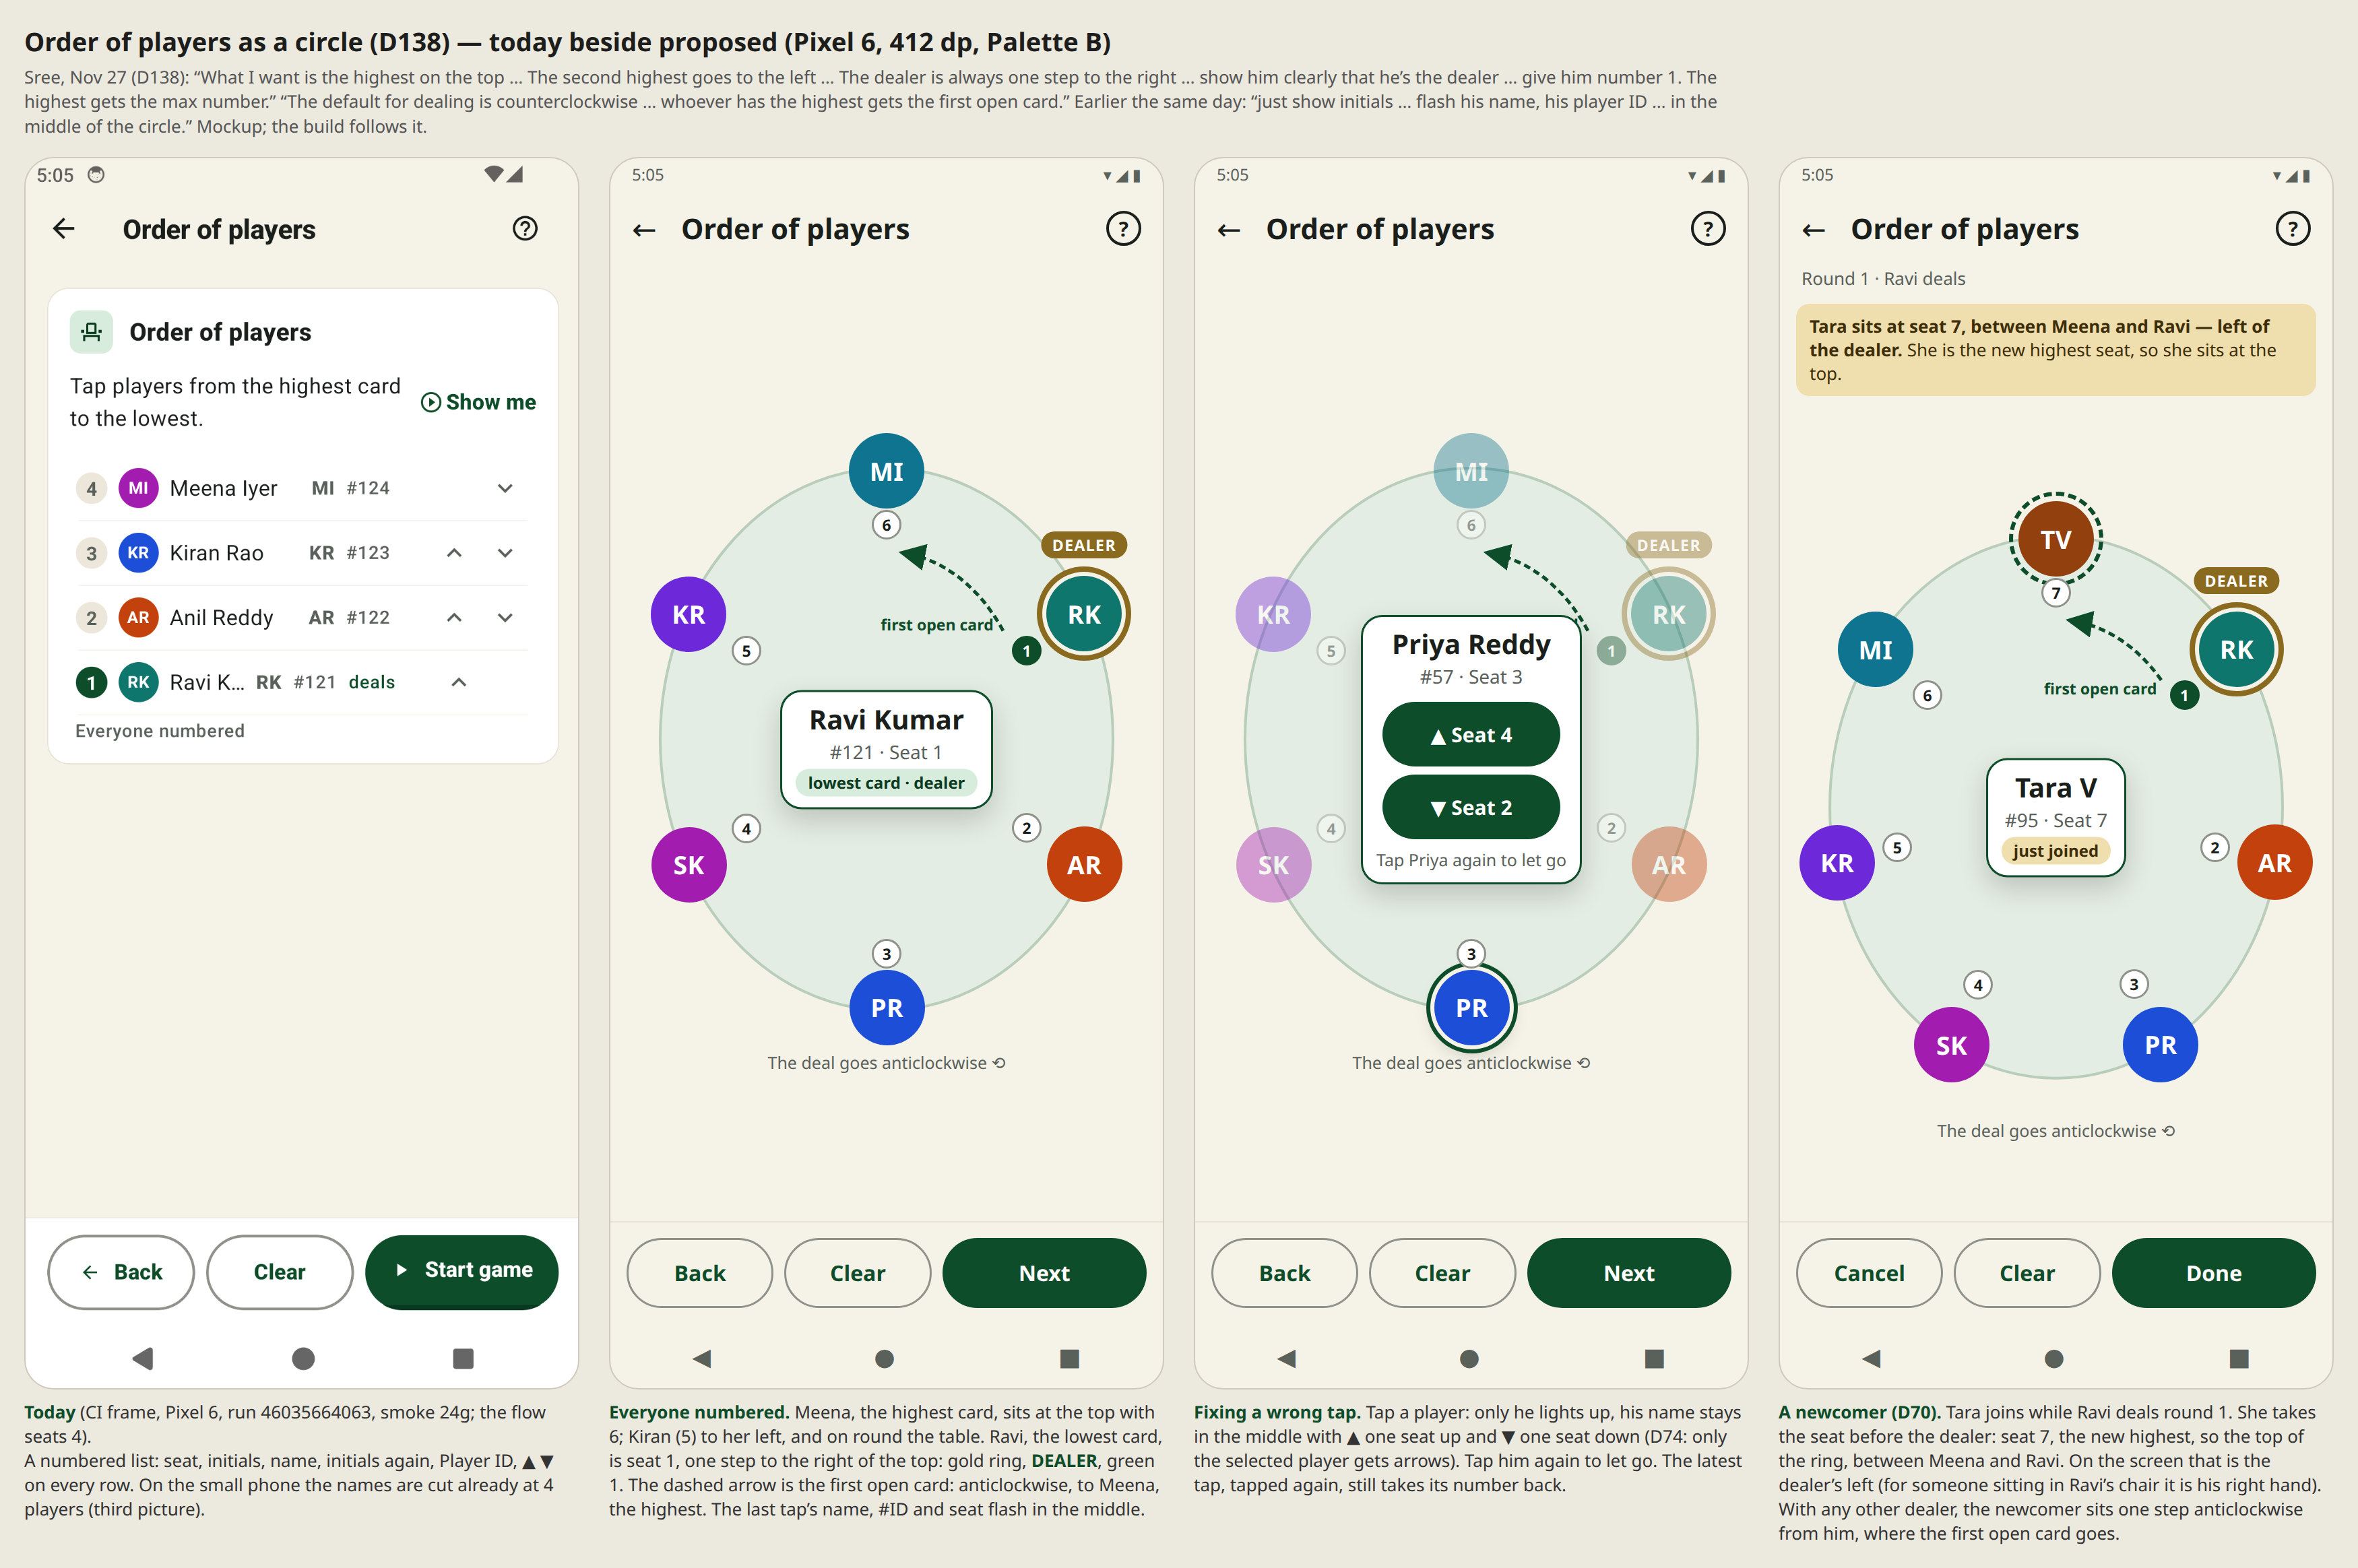 Order of players as a circle (D138) — today beside proposed (Pixel 6, 412 dp, Palette B)
Sree, Nov 27 (D138): “What I want is the highest on the top ... The second highest goes to the left ... The dealer is always one step to the right ... show him clearly that he’s the dealer ... give him number 1. The
highest gets the max number.” “The default for dealing is counterclockwise ... whoever has the highest gets the first open card.” Earlier the same day: “just show initials ... flash his name, his player ID ... in the
middle of the circle.” Mockup; the build follows it.
5:05
Order of players
Order of players
Tap players from the highest card
to the lowest.
Show me
4 MI Meena Iyer MI #124
3 KR Kiran Rao KR #123
2 AR Anil Reddy AR #122
1 RK Ravi K... RK #121 deals
Everyone numbered
Back Clear Start game
Today (CI frame, Pixel 6, run 46035664063, smoke 24g; the flow
seats 4).
A numbered list: seat, initials, name, initials again, Player ID, ▲ ▼
on every row. On the small phone the names are cut already at 4
players (third picture).
5:05
← Order of players ?
MI
6
DEALER
KR
RK
first open card
5
1
Ravi Kumar
#121 · Seat 1
lowest card · dealer
4
2
SK
AR
3
PR
The deal goes anticlockwise ⟲
Back Clear Next
Everyone numbered. Meena, the highest card, sits at the top with
6; Kiran (5) to her left, and on round the table. Ravi, the lowest card,
is seat 1, one step to the right of the top: gold ring, DEALER, green
1. The dashed arrow is the first open card: anticlockwise, to Meena,
the highest. The last tap’s name, #ID and seat flash in the middle.
5:05
← Order of players ?
MI
6
DEALER
KR
RK
5
1
Priya Reddy
#57 · Seat 3
▲ Seat 4
▼ Seat 2
Tap Priya again to let go
4
2
SK
AR
3
PR
The deal goes anticlockwise ⟲
Back Clear Next
Fixing a wrong tap. Tap a player: only he lights up, his name stays
in the middle with ▲ one seat up and ▼ one seat down (D74: only
the selected player gets arrows). Tap him again to let go. The latest
tap, tapped again, still takes its number back.
5:05
← Order of players ?
Round 1 · Ravi deals
Tara sits at seat 7, between Meena and Ravi — left of
the dealer. She is the new highest seat, so she sits at the
top.
TV
7
DEALER
MI
RK
first open card
6
1
Tara V
#95 · Seat 7
just joined
KR
5
2
AR
4
3
SK
PR
The deal goes anticlockwise ⟲
Cancel Clear Done
A newcomer (D70). Tara joins while Ravi deals round 1. She takes
the seat before the dealer: seat 7, the new highest, so the top of
the ring, between Meena and Ravi. On the screen that is the
dealer’s left (for someone sitting in Ravi’s chair it is his right hand).
With any other dealer, the newcomer sits one step anticlockwise
from him, where the first open card goes.